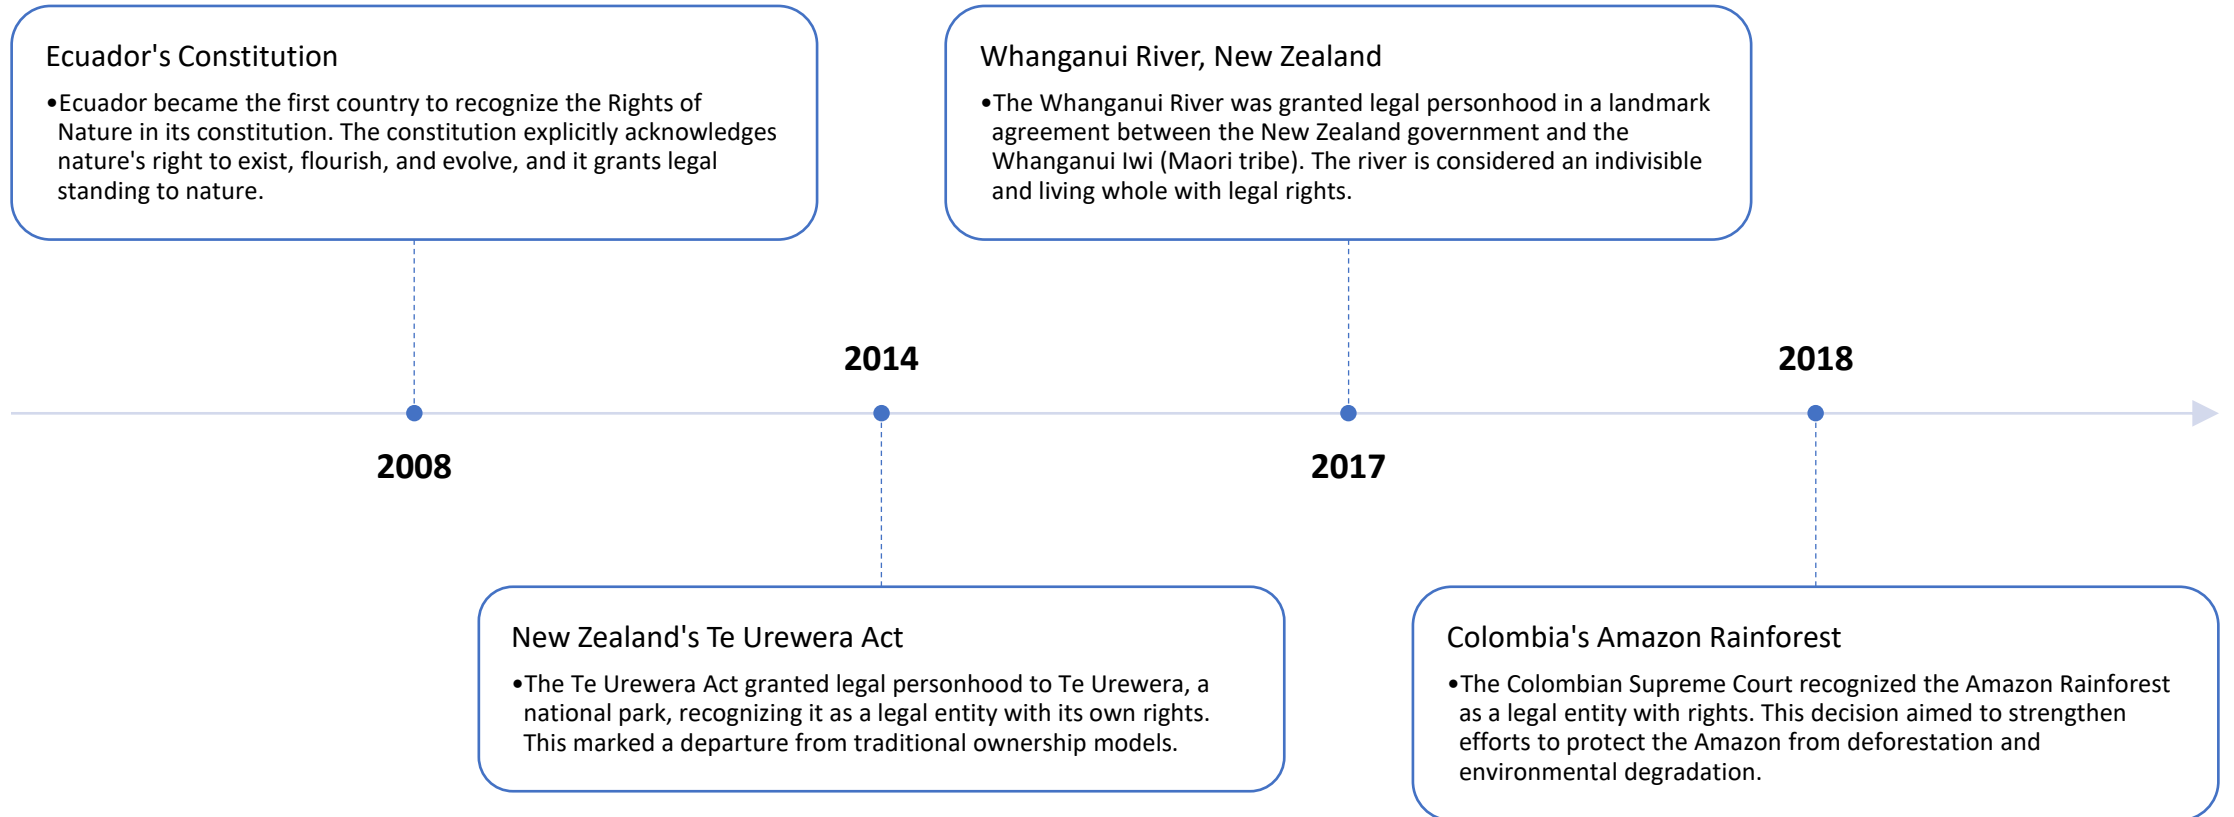 Ecuador's Constitution
•Ecuador became the first country to recognize the Rights of
Nature in its constitution. The constitution explicitly acknowledges
nature's right to exist, flourish, and evolve, and it grants legal
standing to nature.
2008
2014
New Zealand's Te Urewera Act
•The Te Urewera Act granted legal personhood to Te Urewera, a
national park, recognizing it as a legal entity with its own rights.
This marked a departure from traditional ownership models.
Whanganui River, New Zealand
•The Whanganui River was granted legal personhood in a landmark
agreement between the New Zealand government and the
Whanganui Iwi (Maori tribe). The river is considered an indivisible
and living whole with legal rights.
2017
2018
Colombia's Amazon Rainforest
•The Colombian Supreme Court recognized the Amazon Rainforest
as a legal entity with rights. This decision aimed to strengthen
efforts to protect the Amazon from deforestation and
environmental degradation.